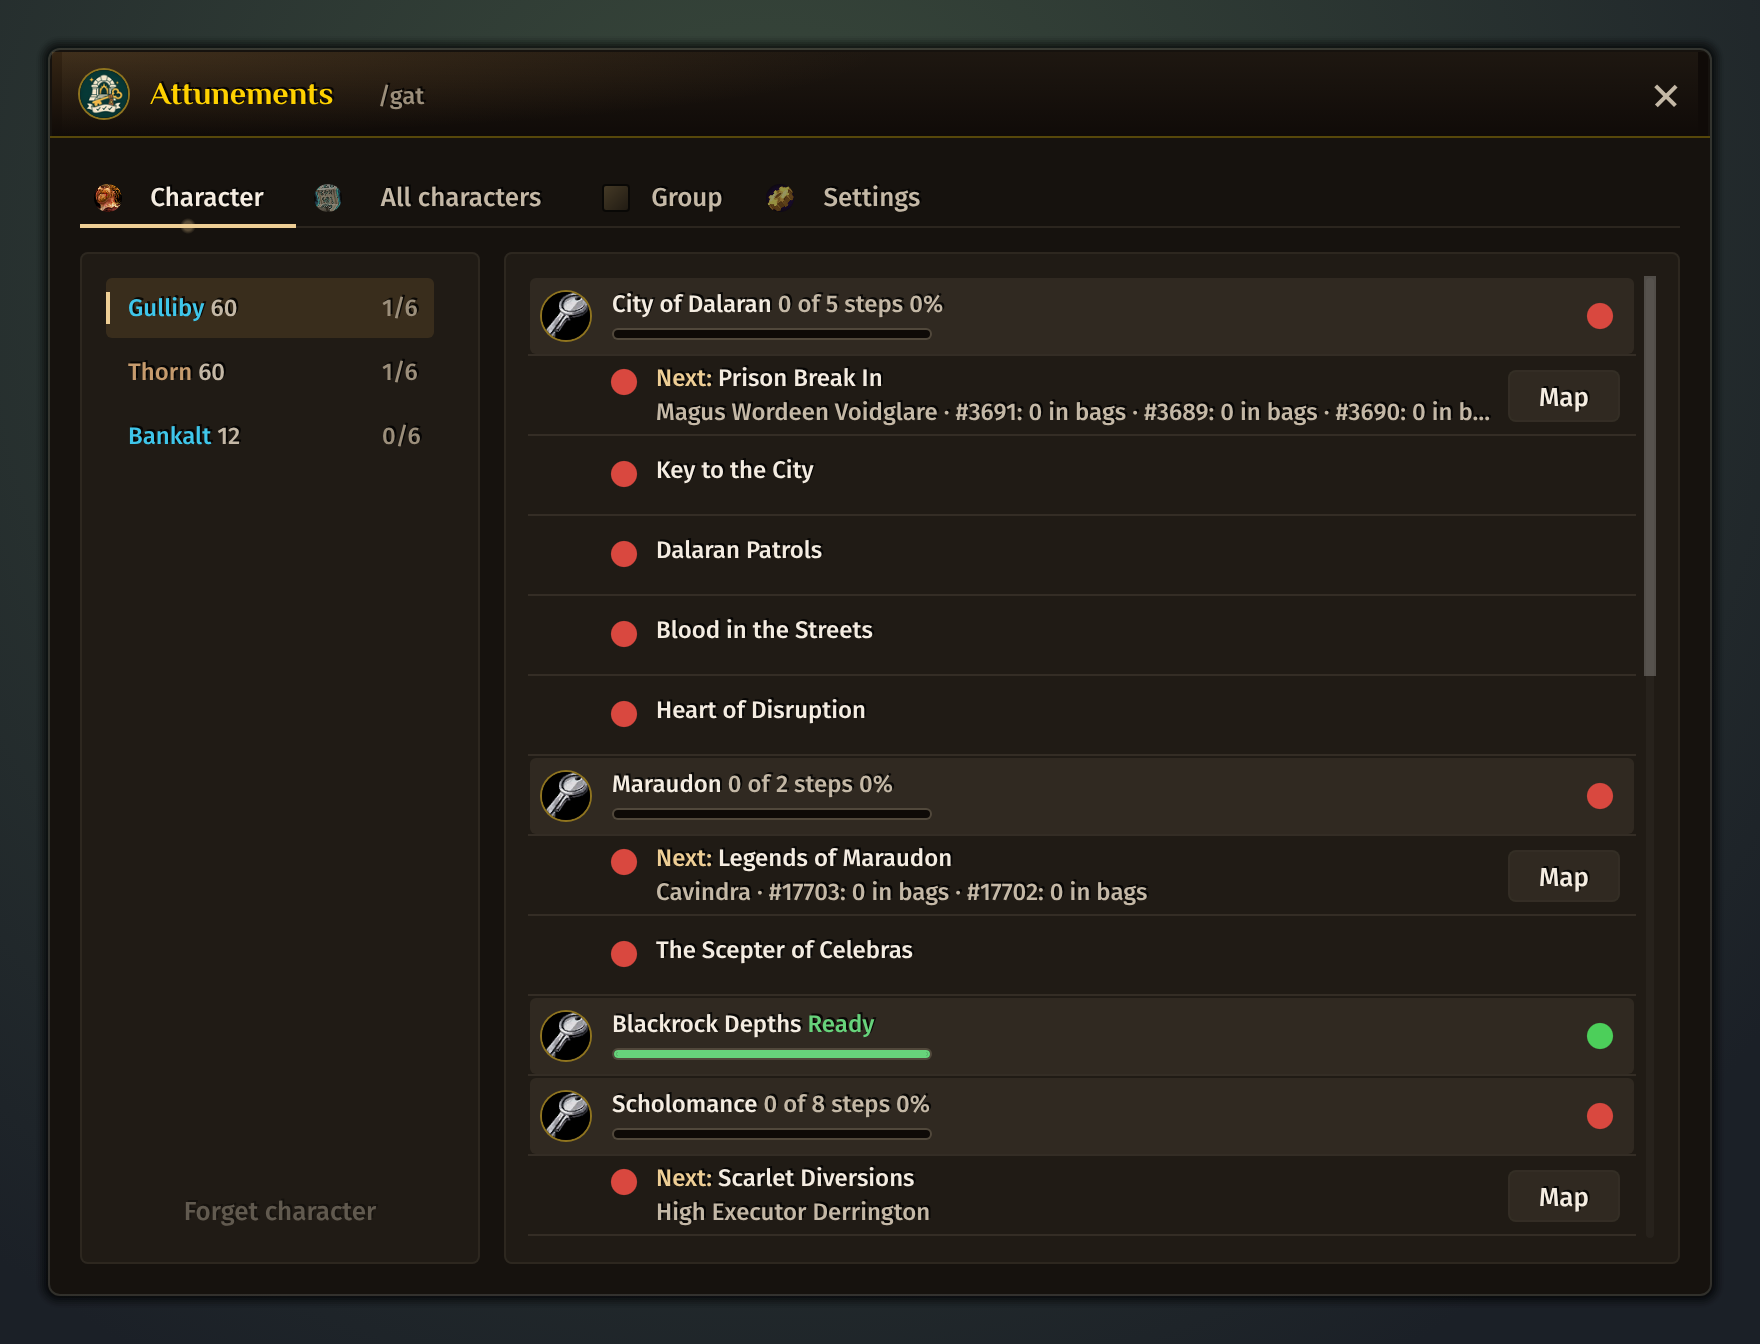 Attunements /gat
Character All characters Group Settings
Gulliby 60 1/6
Thorn 60 1/6
Bankalt 12 0/6
Forget character
City of Dalaran 0 of 5 steps 0%
Next: Prison Break In
Magus Wordeen Voidglare · #3691: 0 in bags · #3689: 0 in bags · #3690: 0 in b...
Map
Key to the City
Dalaran Patrols
Blood in the Streets
Heart of Disruption
Maraudon 0 of 2 steps 0%
Next: Legends of Maraudon
Cavindra · #17703: 0 in bags · #17702: 0 in bags
Map
The Scepter of Celebras
Blackrock Depths Ready
Scholomance 0 of 8 steps 0%
Next: Scarlet Diversions
High Executor Derrington
Map